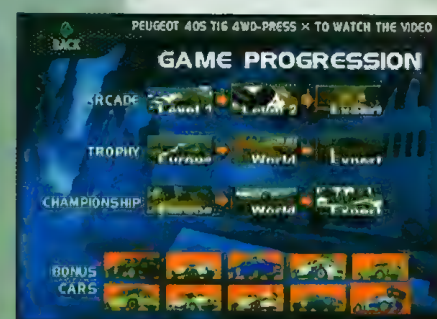 PEUGEOT 405 T16 4WD-PRESS × TO WATCH THE VIDEO
BACK
GAME PROGRESSION
ARCADE Level 1 Level 2 Expert
TROPHY Europe World Expert
CHAMPIONSHIP World Expert
BONUS
CARS